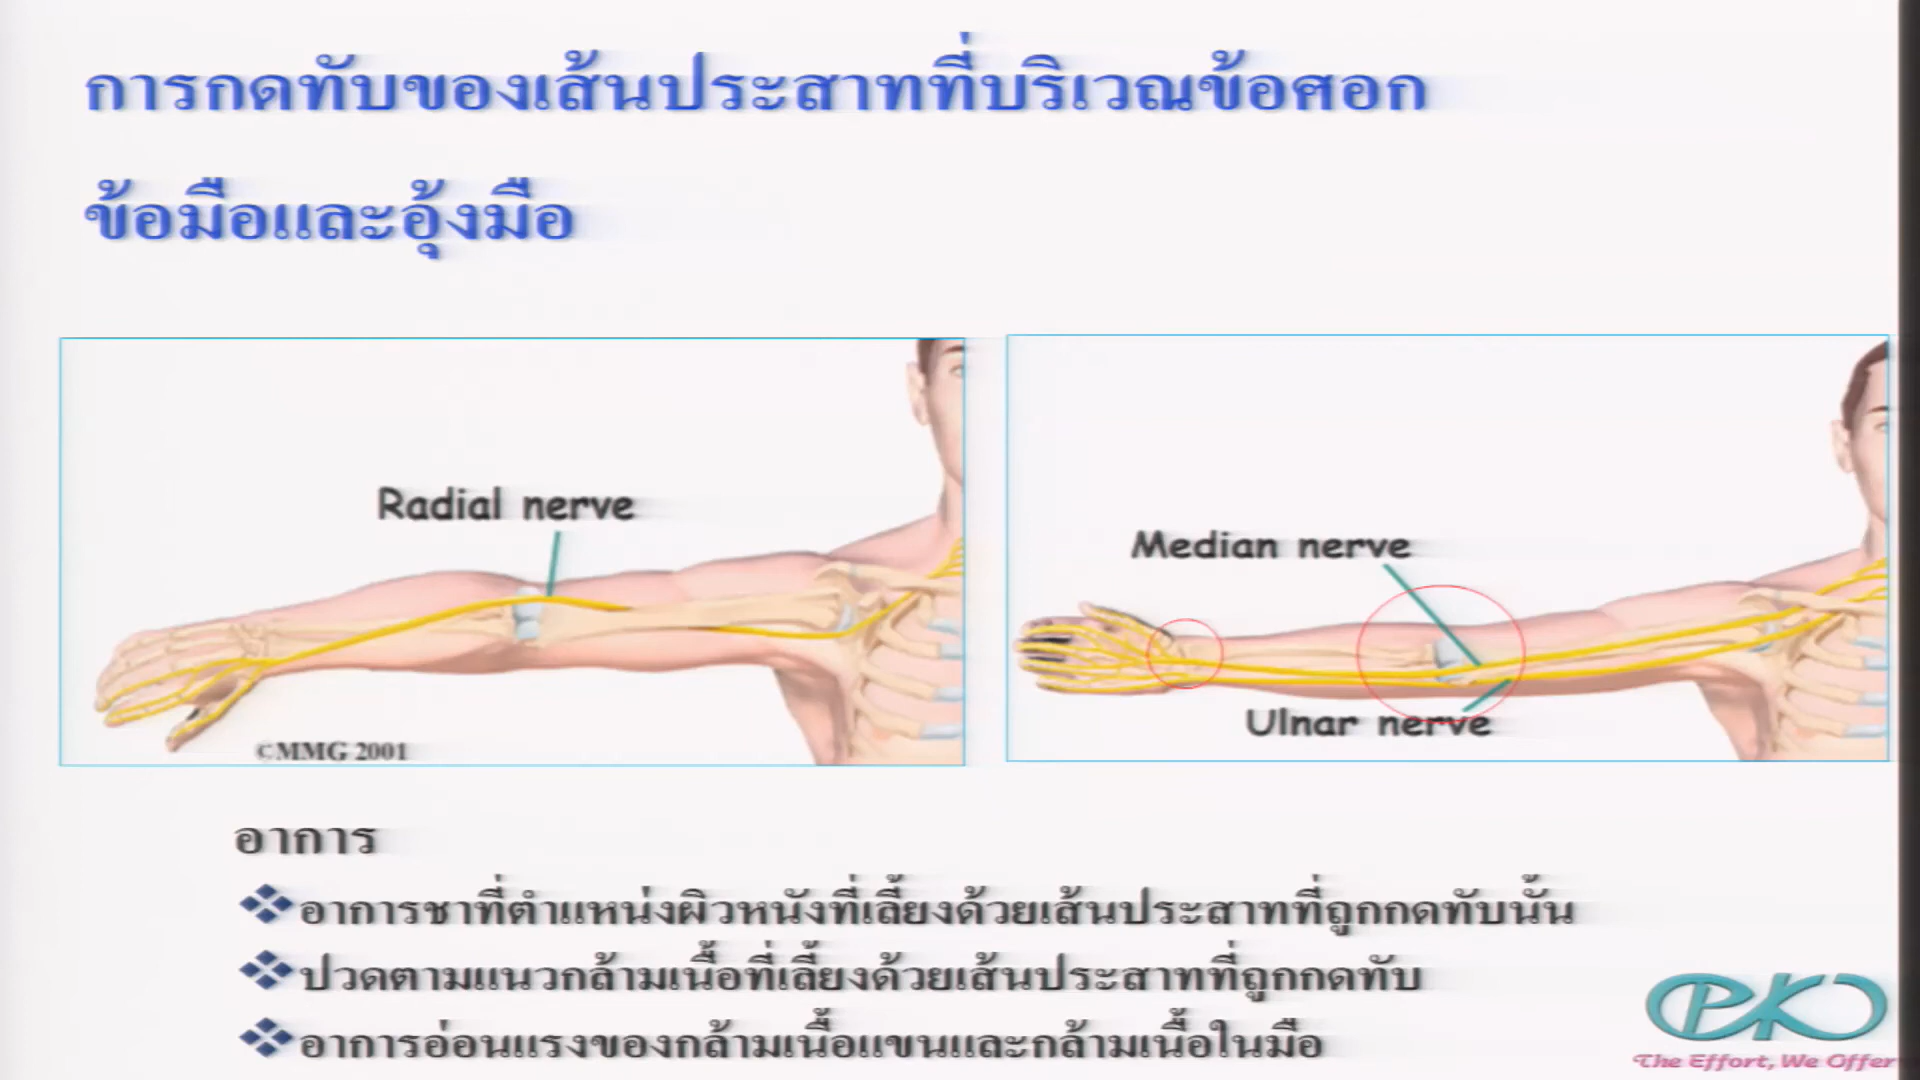 การกดทับของเส้นประสาทที่บริเวณข้อศอก
ข้อมือและอุ้งมือ
Radial nerve
©MMG 2001
Median nerve
Ulnar nerve
อาการ
❖อาการชาที่ตำแหน่งผิวหนังที่เลี้ยงด้วยเส้นประสาทที่ถูกกดทับนั้น
❖ปวดตามแนวกล้ามเนื้อที่เลี้ยงด้วยเส้นประสาทที่ถูกกดทับ
❖อาการอ่อนแรงของกล้ามเนื้อแขนและกล้ามเนื้อในมือ
PKO
The Effort, We Offer